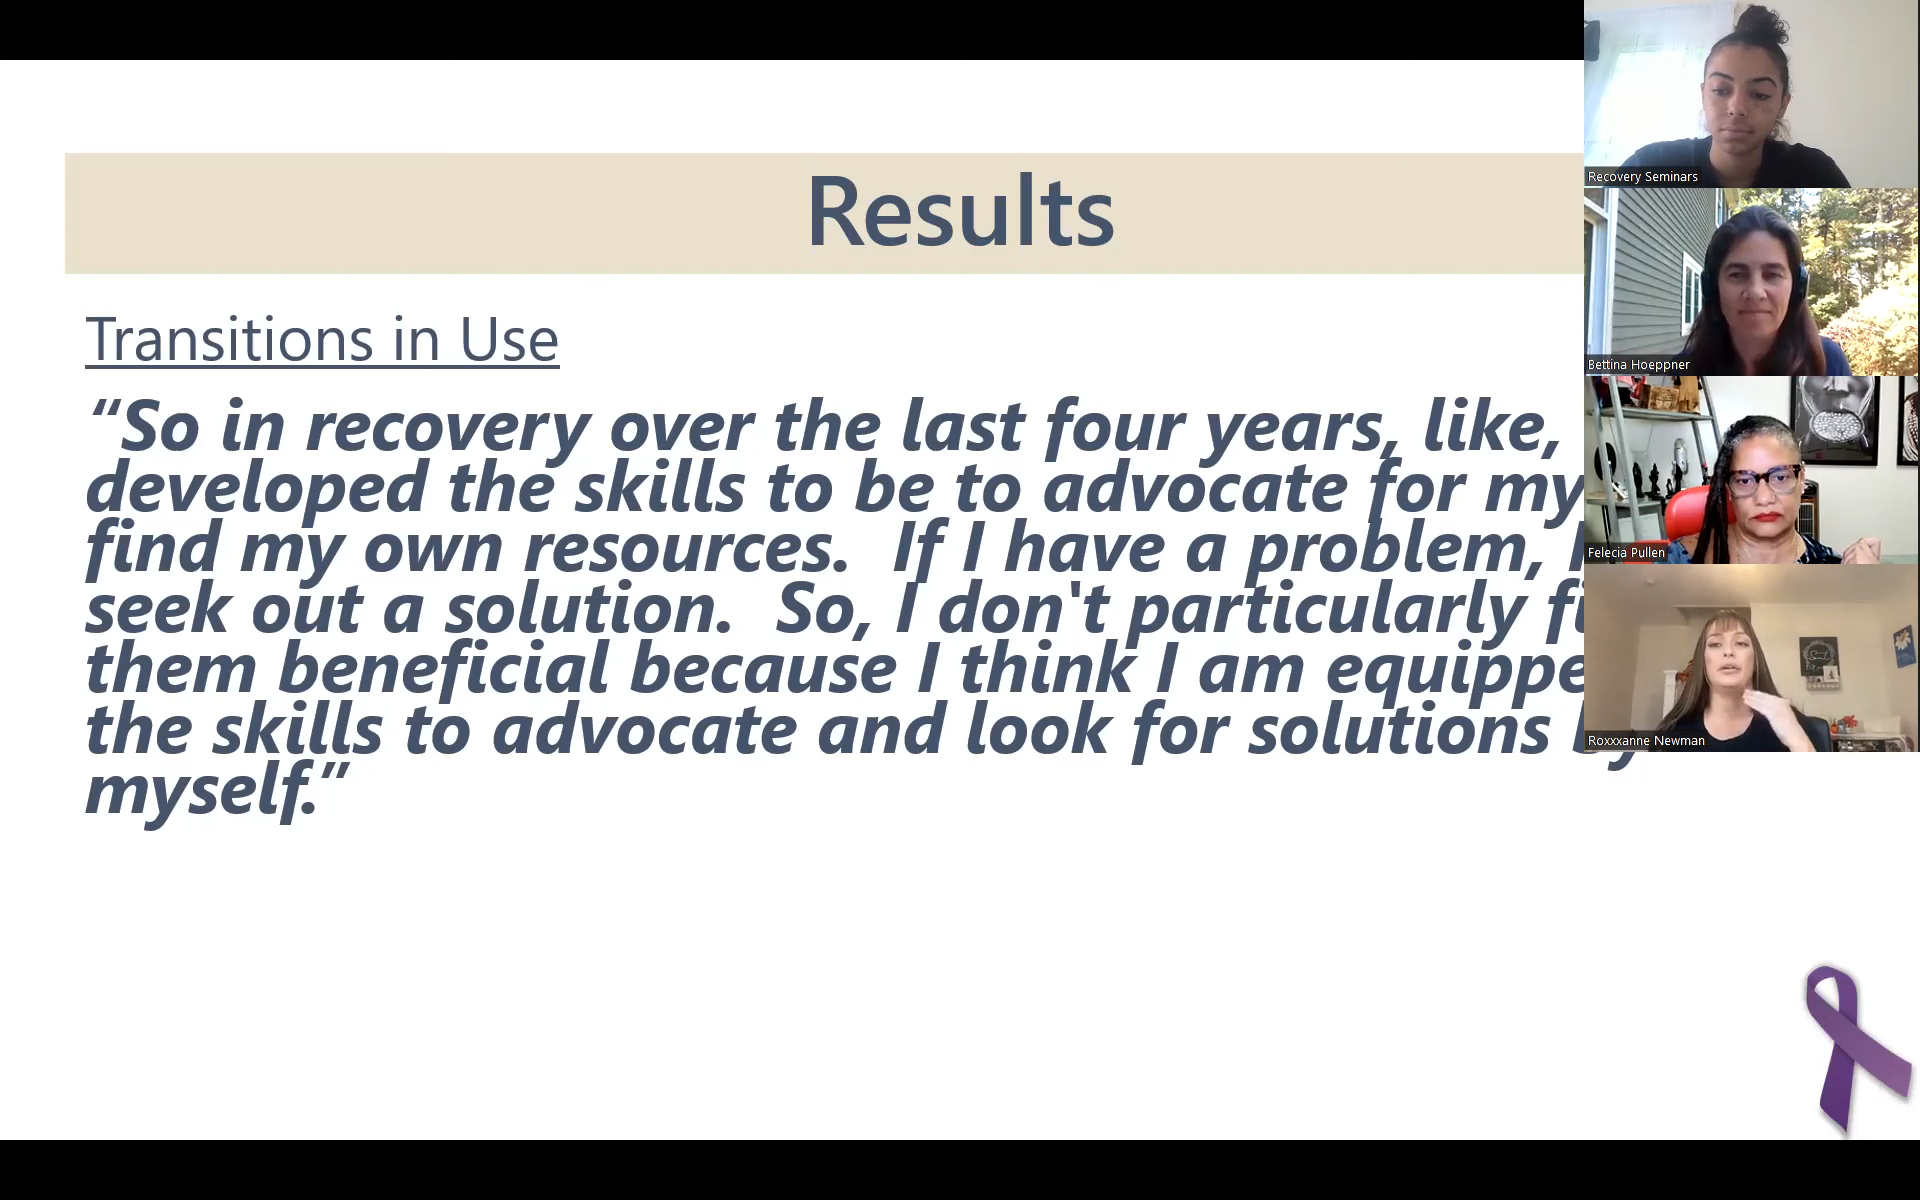 Results
Transitions in Use
“So in recovery over the last four years, like,
developed the skills to be to advocate for my
find my own resources. If I have a problem,
seek out a solution. So, I don't particularly
them beneficial because I think I am
the skills to advocate and look for solutions
myself.”
Recovery Seminars
Bettina Hoeppner
Felecia Pullen
Roxxxanne Newman